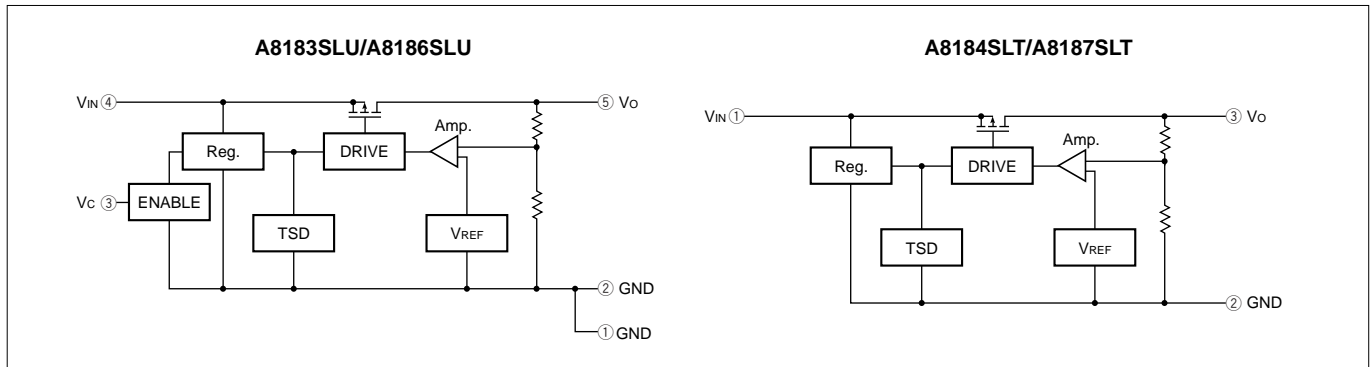 A8183SLU/A8186SLU
VIN ④
⑤ VO
Amp.
Reg.
DRIVE
VC ③
ENABLE
TSD
VREF
② GND
① GND
A8184SLT/A8187SLT
VIN ①
③ VO
Amp.
Reg.
DRIVE
TSD
VREF
② GND